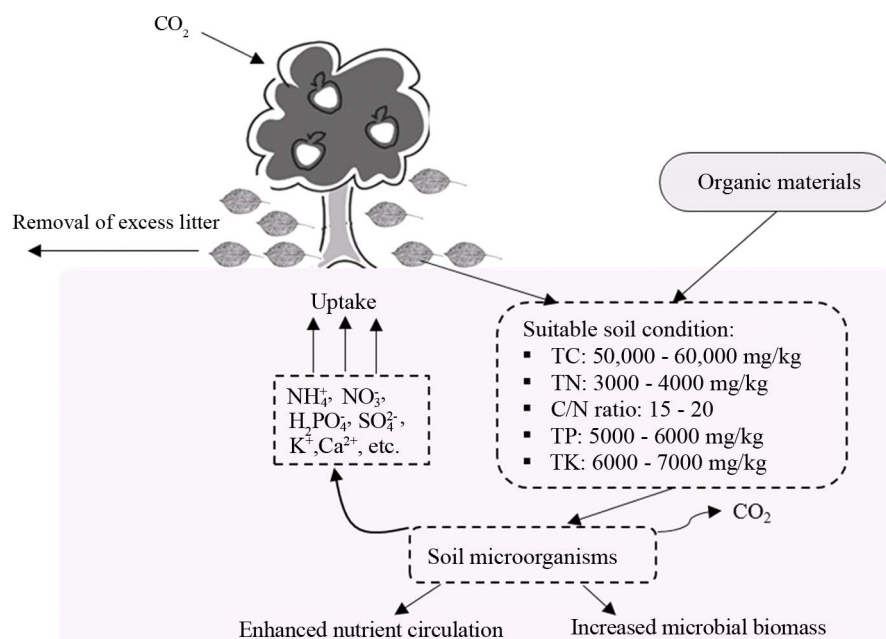 CO₂
Organic materials
Removal of excess litter
Uptake
Suitable soil condition:
▪ TC: 50,000 - 60,000 mg/kg
▪ TN: 3000 - 4000 mg/kg
▪ C/N ratio: 15 - 20
▪ TP: 5000 - 6000 mg/kg
▪ TK: 6000 - 7000 mg/kg
NH₄⁺, NO₃⁻,
H₂PO₄⁻, SO₄²⁻,
K⁺,Ca²⁺, etc.
CO₂
Soil microorganisms
Enhanced nutrient circulation
Increased microbial biomass